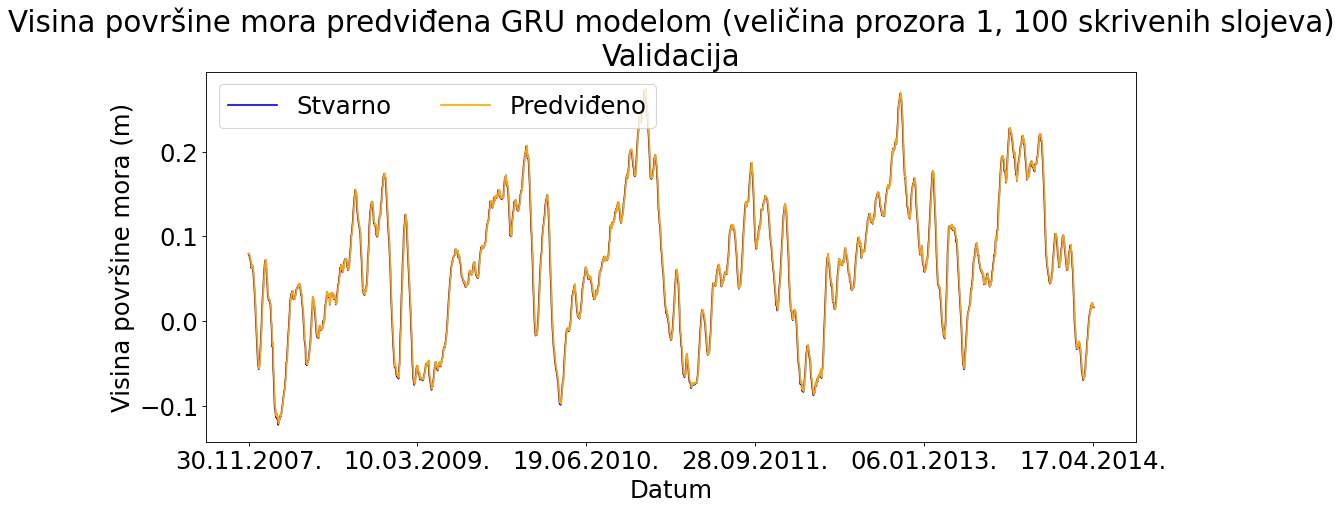 Visina površine mora predviđena GRU modelom (veličina prozora 1, 100 skrivenih slojeva)
Validacija
Stvarno
Predviđeno
Visina površine mora (m)
0.2
0.1
0.0
−0.1
30.11.2007.
10.03.2009.
19.06.2010.
28.09.2011.
06.01.2013.
17.04.2014.
Datum